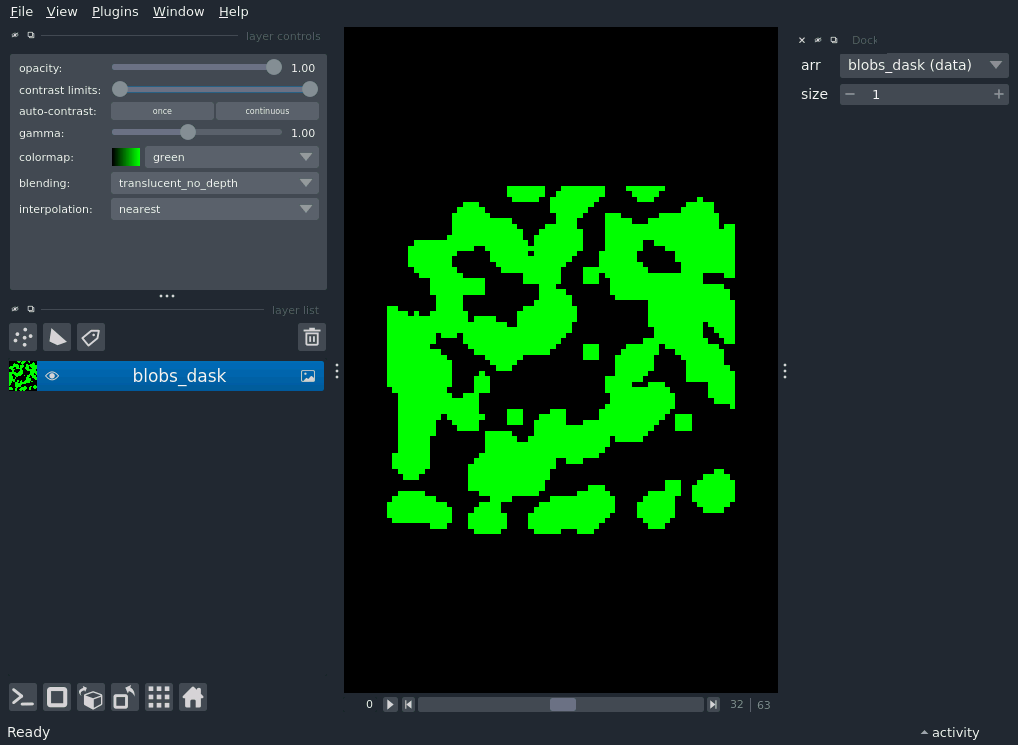 File View Plugins Window Help
layer controls
opacity: 1.00
contrast limits:
auto-contrast: once continuous
gamma: 1.00
colormap: green
blending: translucent_no_depth
interpolation: nearest
layer list
blobs_dask
Dock
arr blobs_dask (data)
size 1
0 32 63
Ready
activity